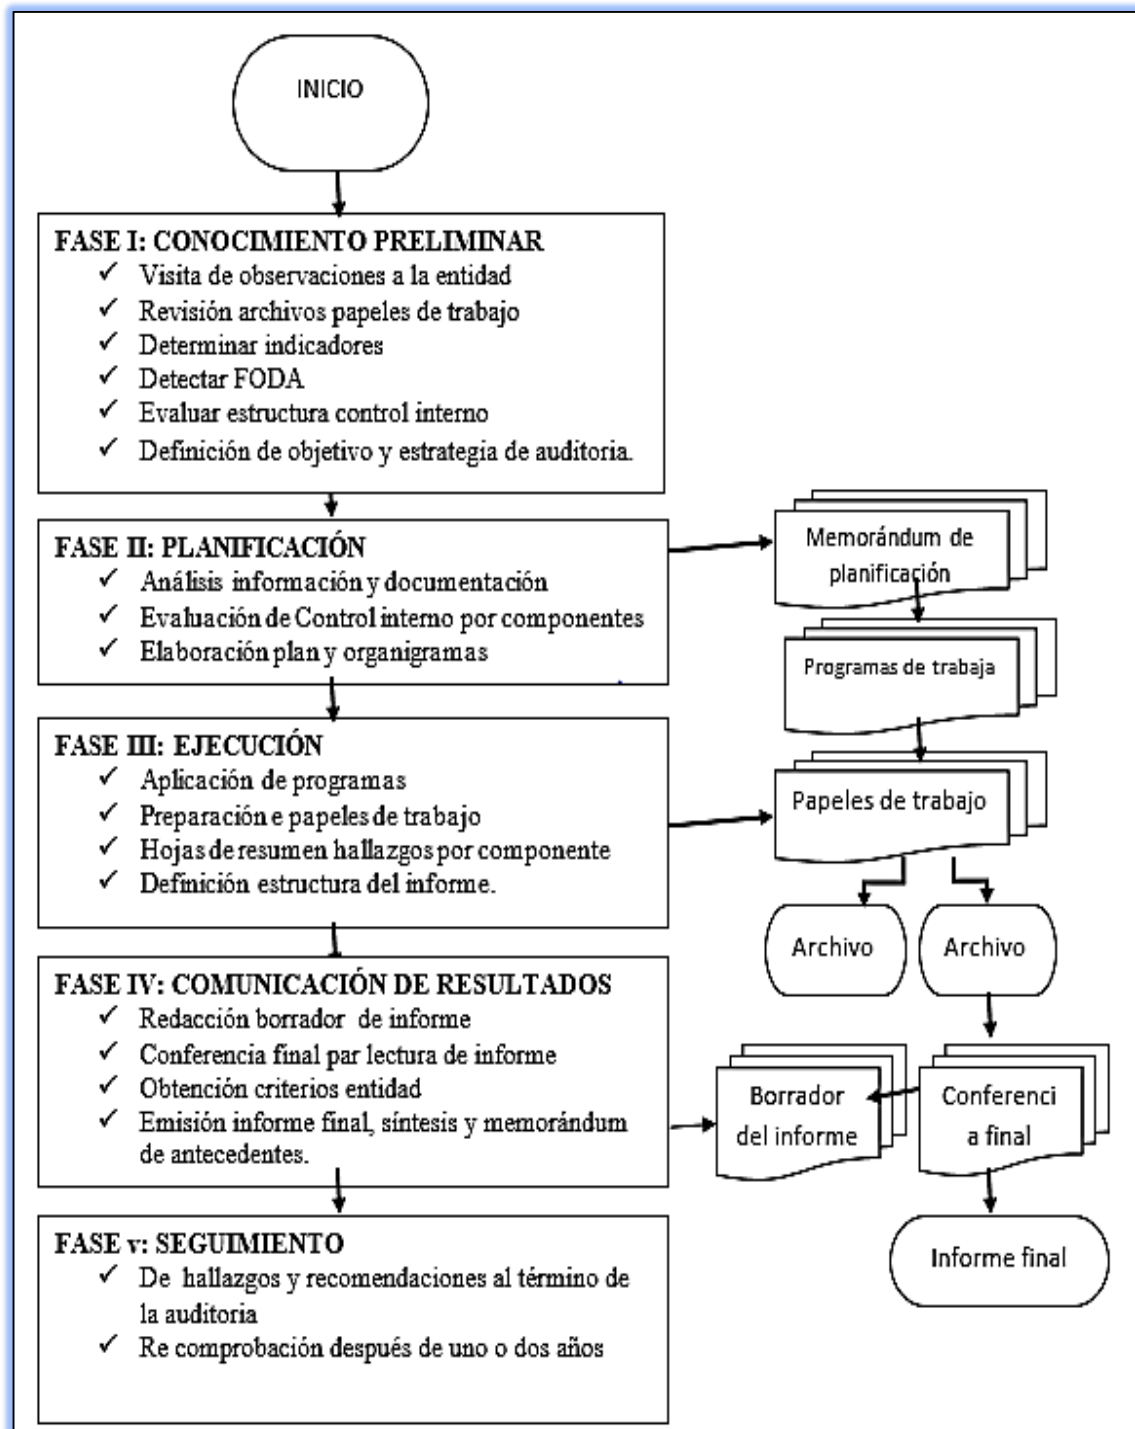 INICIO
FASE I: CONOCIMIENTO PRELIMINAR
✓ Visita de observaciones a la entidad
✓ Revisión archivos papeles de trabajo
✓ Determinar indicadores
✓ Detectar FODA
✓ Evaluar estructura control interno
✓ Definición de objetivo y estrategia de auditoria.
FASE II: PLANIFICACIÓN
✓ Análisis información y documentación
✓ Evaluación de Control interno por componentes
✓ Elaboración plan y organigramas
Memorándum de
planificación
Programas de trabaja
FASE III: EJECUCIÓN
✓ Aplicación de programas
✓ Preparación e papeles de trabajo
✓ Hojas de resumen hallazgos por componente
✓ Definición estructura del informe.
Papeles de trabajo
Archivo
Archivo
FASE IV: COMUNICACIÓN DE RESULTADOS
✓ Redacción borrador de informe
✓ Conferencia final par lectura de informe
✓ Obtención criterios entidad
✓ Emisión informe final, síntesis y memorándum
de antecedentes.
Borrador
del informe
Conferenci
a final
FASE v: SEGUIMIENTO
✓ De hallazgos y recomendaciones al término de
la auditoria
✓ Re comprobación después de uno o dos años
Informe final